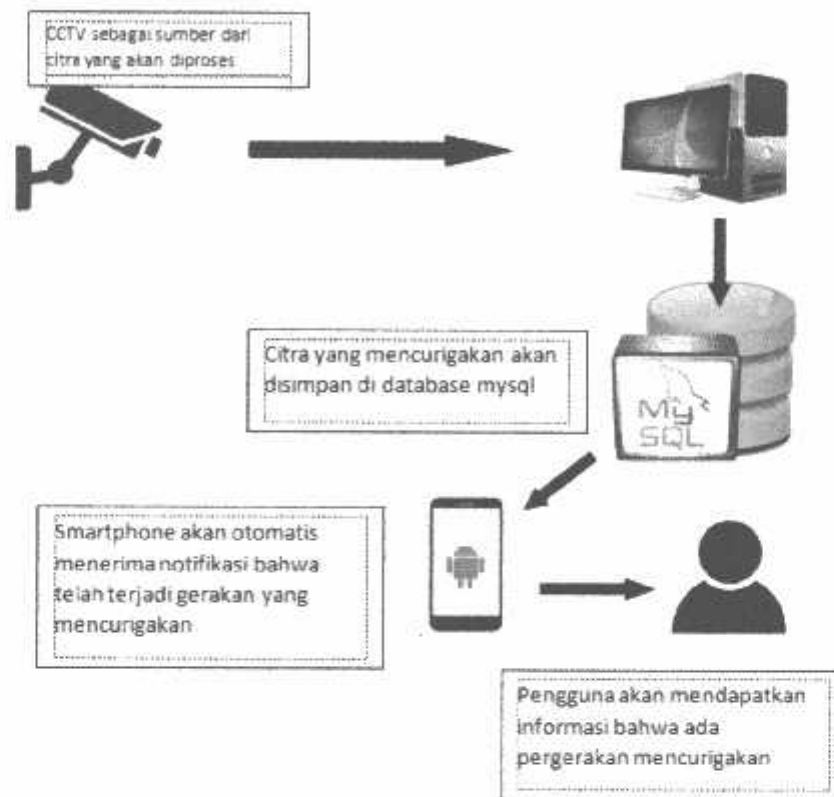 CCTV sebagai sumber dari
citra yang akan diproses
Citra yang mencurigakan akan
disimpan di database mysql
My
SQL
Smartphone akan otomatis
menerima notifikasi bahwa
telah terjadi gerakan yang
mencurigakan
Pengguna akan mendapatkan
informasi bahwa ada
pergerakan mencurigakan